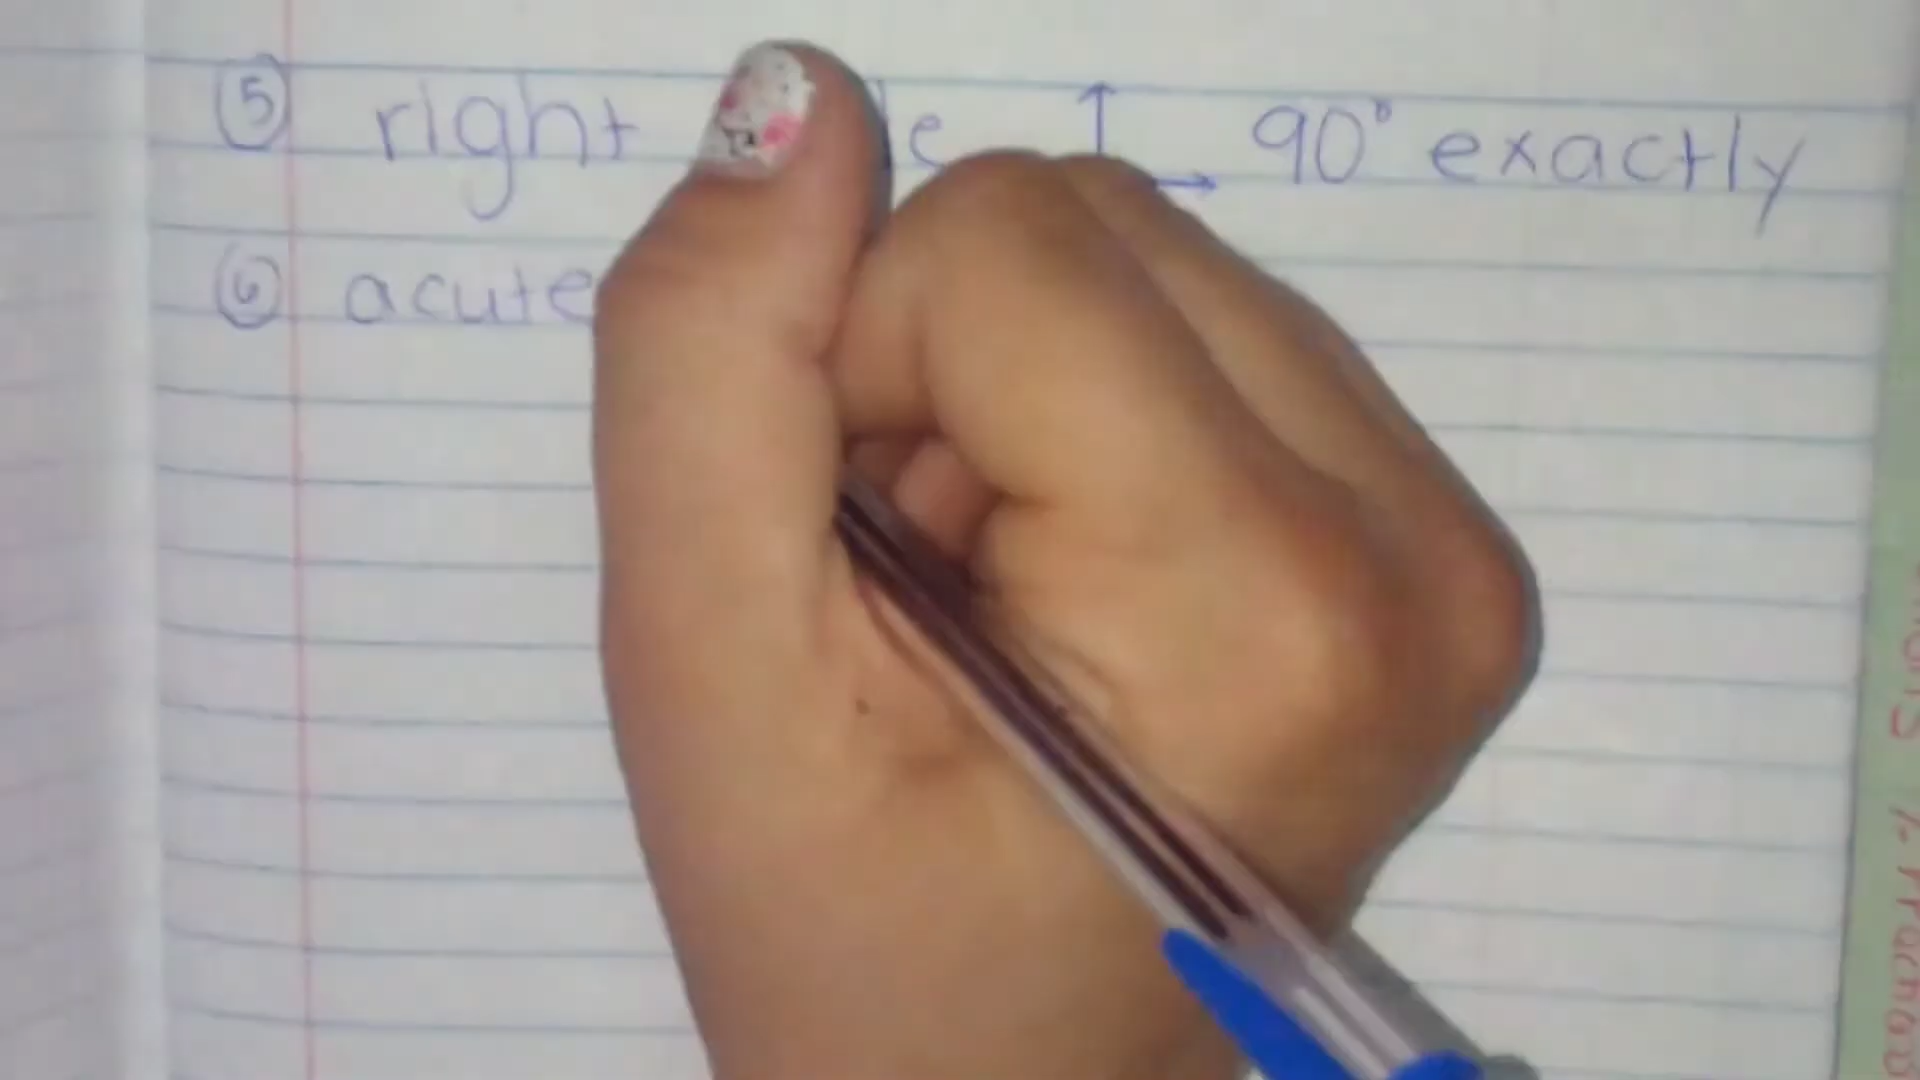 ⑤ right 90° exactly
⑥ acute